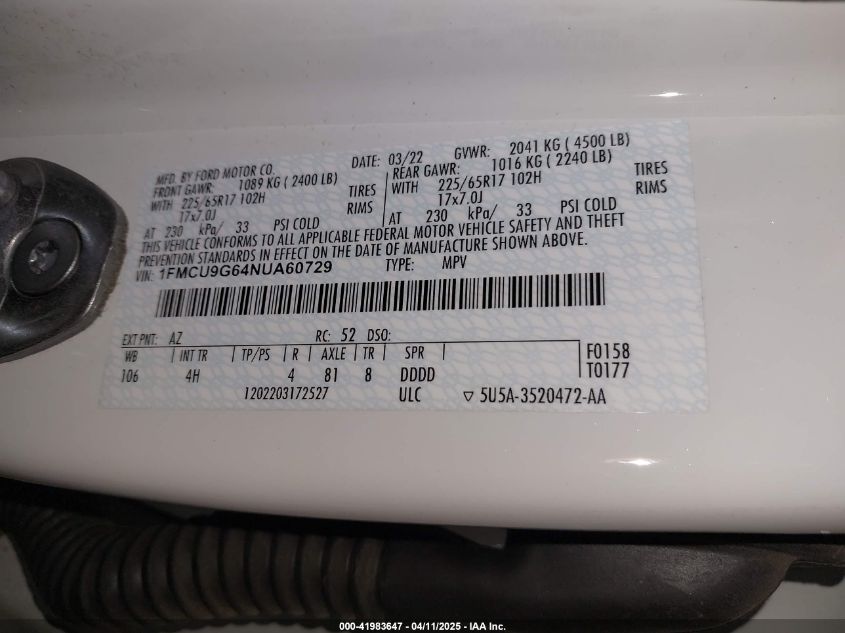 MFD. BY FORD MOTOR CO. DATE: 03/22 GVWR: 2041 KG ( 4500 LB)
FRONT GAWR: 1089 KG ( 2400 LB) REAR GAWR: 1016 KG ( 2240 LB)
WITH 225/65R17 102H TIRES WITH 225/65R17 102H TIRES
17x7.0J RIMS 17x7.0J RIMS
AT 230 kPa/ 33 PSI COLD AT 230 kPa/ 33 PSI COLD
THIS VEHICLE CONFORMS TO ALL APPLICABLE FEDERAL MOTOR VEHICLE SAFETY AND THEFT
PREVENTION STANDARDS IN EFFECT ON THE DATE OF MANUFACTURE SHOWN ABOVE.
VIN: 1FMCU9G64NUA60729 TYPE: MPV
EXT PNT: AZ RC: 52 DSO:
WB INT TR TP/PS R AXLE TR SPR F0158
106 4H 4 81 8 DDDD T0177
1202203172527 ULC ▽ 5U5A-3520472-AA
000-41983647 - 04/11/2025 - IAA Inc.